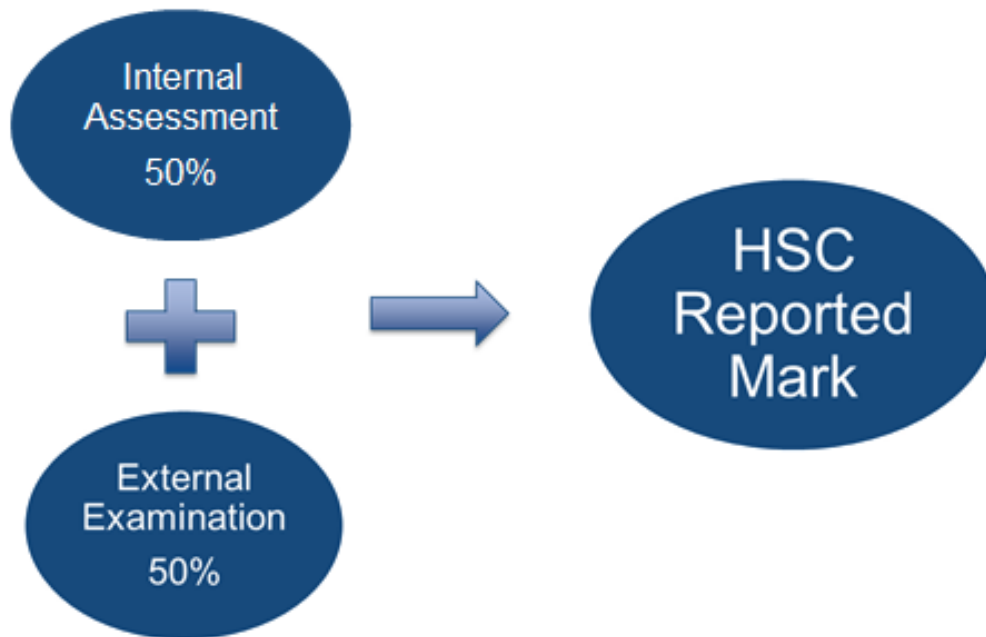 Internal
Assessment
50%
External
Examination
50%
HSC
Reported
Mark